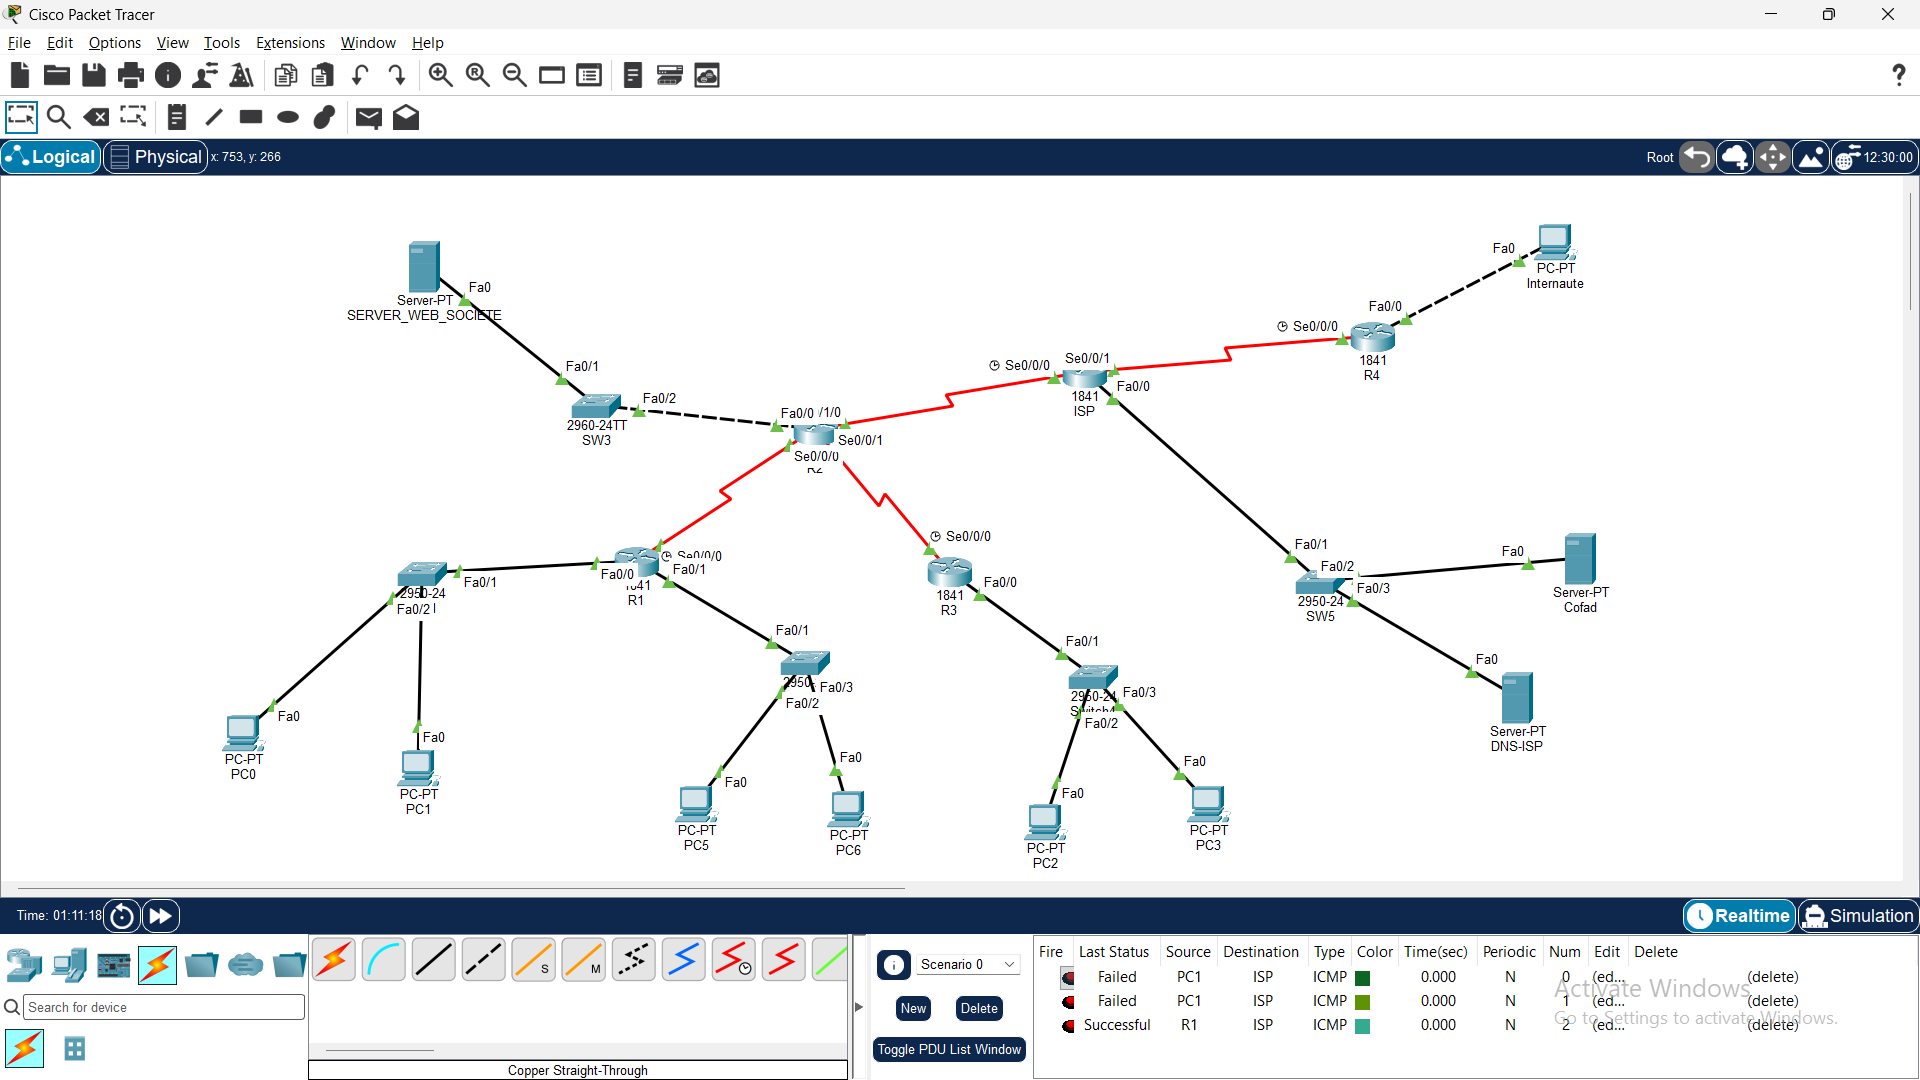 Cisco Packet Tracer
File Edit Options View Tools Extensions Window Help
Logical Physical x: 753, y: 266 Root 12:30:00
Fa0
Server-PT
SERVER_WEB_SOCIETE
Fa0/1
Fa0/2
2960-24TT
SW3
Fa0/0 /1/0
Se0/0/1
Se0/0/0
R2
Se0/0/0
Se0/0/1
Fa0/0
1841
ISP
Se0/0/0
Fa0/0
1841
R4
Fa0
PC-PT
Internaute
Fa0/1
2950-24
Fa0/2
Fa0
PC-PT
PC0
Fa0
PC-PT
PC1
Se0/0/0
Fa0/0
Fa0/1
1841
R1
Fa0/1
2950-
Fa0/3
Fa0/2
Fa0
PC-PT
PC5
Fa0
PC-PT
PC6
Se0/0/0
Fa0/0
1841
R3
Fa0/1
2950-24
Switch4
Fa0/3
Fa0/2
Fa0
PC-PT
PC2
Fa0
PC-PT
PC3
Fa0/1
Fa0/2
Fa0/3
2950-24
SW5
Fa0
Server-PT
Cofad
Fa0
Server-PT
DNS-ISP
Time: 01:11:18 Realtime Simulation
Search for device
S M
Copper Straight-Through
Scenario 0
New Delete
Toggle PDU List Window
Fire Last Status Source Destination Type Color Time(sec) Periodic Num Edit Delete
Failed PC1 ISP ICMP 0.000 N 0 (ed... (delete)
Failed PC1 ISP ICMP 0.000 N 1 (ed... (delete)
Successful R1 ISP ICMP 0.000 N 2 (ed... (delete)
Activate Windows
Go to Settings to activate Windows.